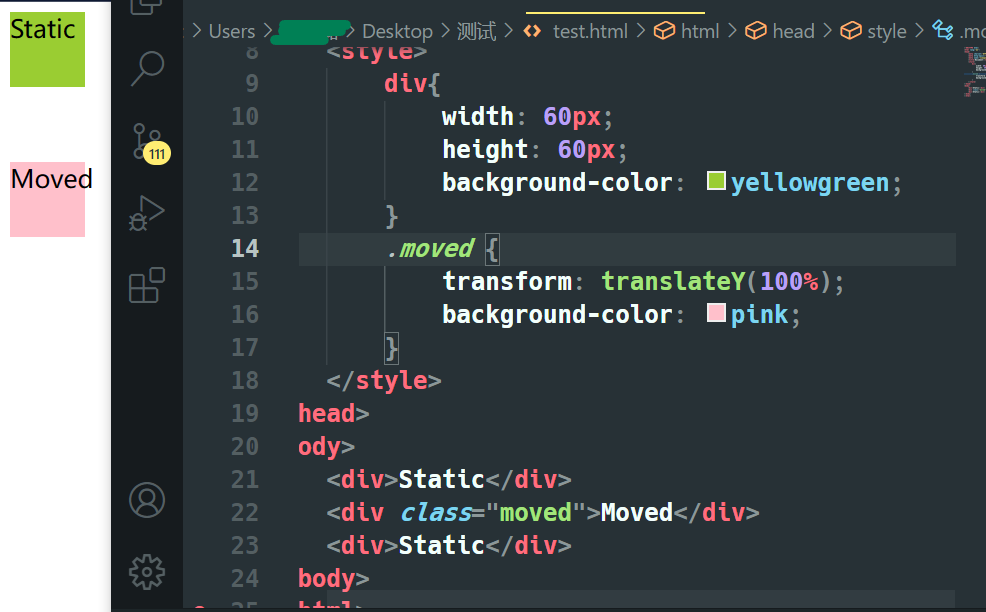 Static
Moved
111
Users Desktop 测试 test.html html head style
8 <style>
9 div{
10 width: 60px;
11 height: 60px;
12 background-color: yellowgreen;
13 }
14 .moved {
15 transform: translateY(100%);
16 background-color: pink;
17 }
18 </style>
19 head>
20 ody>
21 <div>Static</div>
22 <div class="moved">Moved</div>
23 <div>Static</div>
24 body>
25 html>